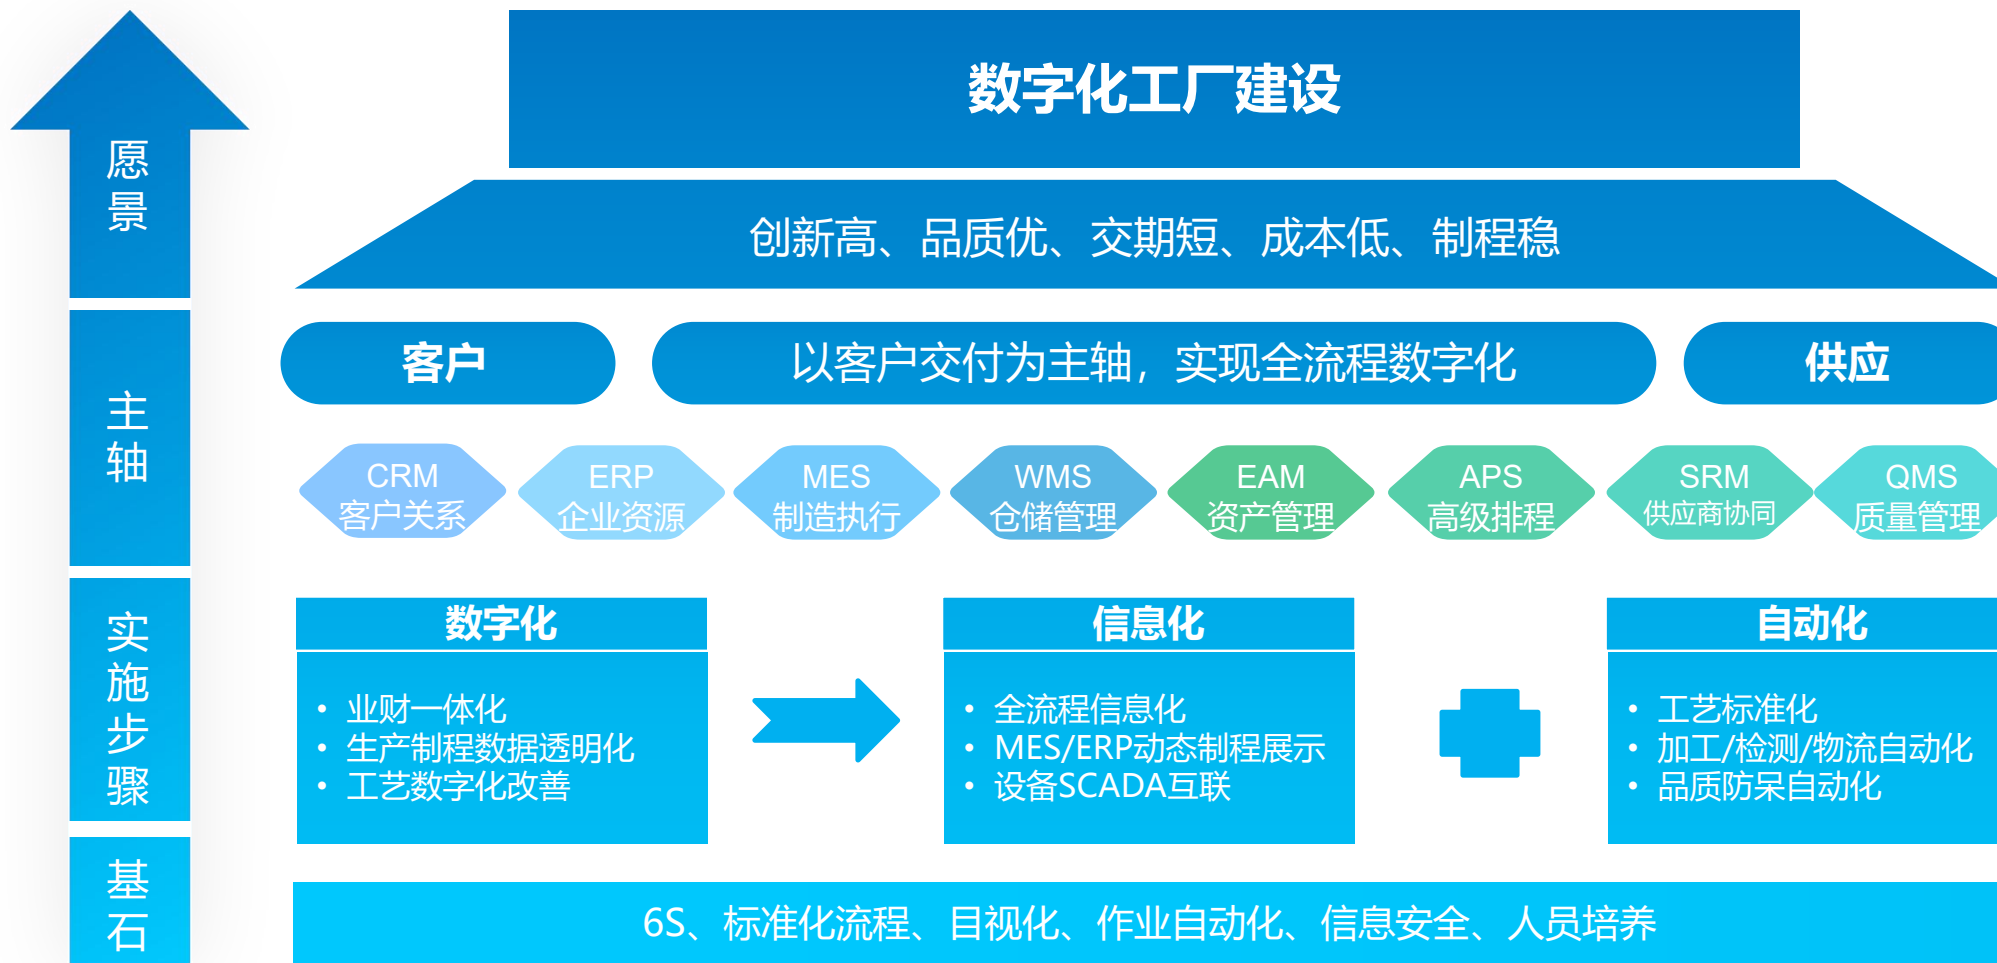 数字化工厂建设
愿景
创新高、品质优、交期短、成本低、制程稳
主轴
客户
以客户交付为主轴，实现全流程数字化
供应
CRM
客户关系
ERP
企业资源
MES
制造执行
WMS
仓储管理
EAM
资产管理
APS
高级排程
SRM
供应商协同
QMS
质量管理
实施步骤
数字化
• 业财一体化
• 生产制程数据透明化
• 工艺数字化改善
信息化
• 全流程信息化
• MES/ERP动态制程展示
• 设备SCADA互联
自动化
• 工艺标准化
• 加工/检测/物流自动化
• 品质防呆自动化
基石
6S、标准化流程、目视化、作业自动化、信息安全、人员培养